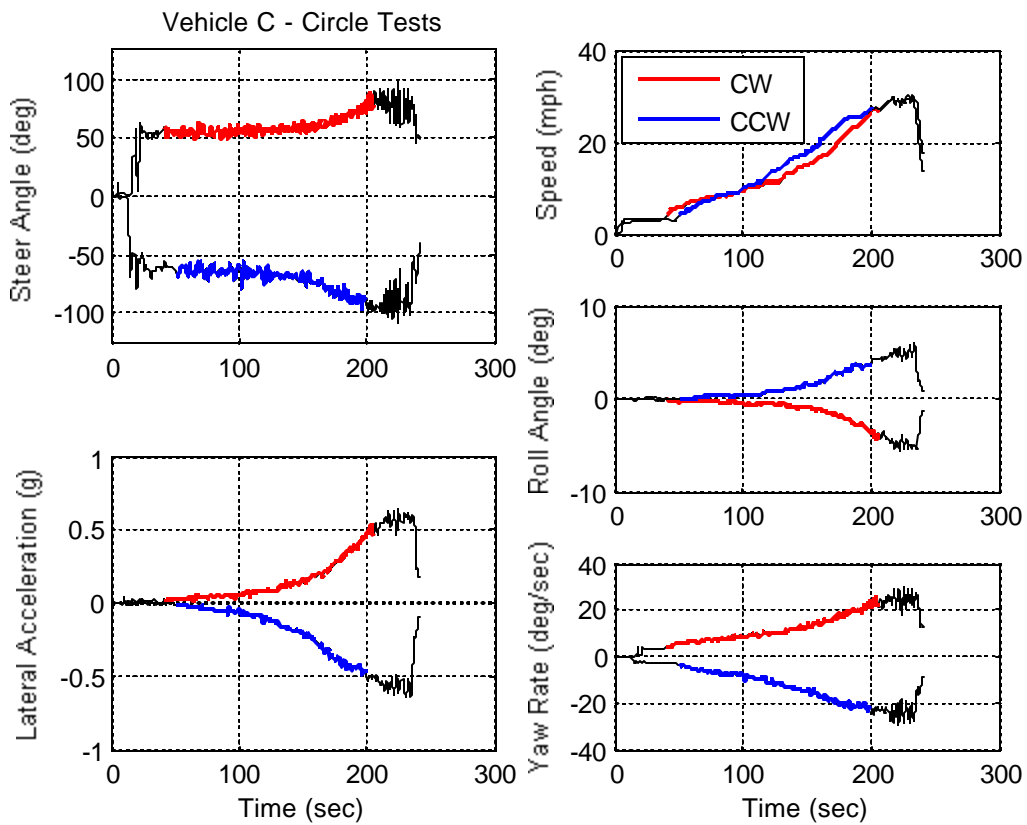 Vehicle C - Circle Tests
Steer Angle (deg)
100
50
0
-50
-100
0 100 200 300
Speed (mph)
40
20
0
CW
CCW
0 100 200 300
Roll Angle (deg)
10
0
-10
0 100 200 300
Lateral Acceleration (g)
1
0.5
0
-0.5
-1
0 100 200 300
Time (sec)
Yaw Rate (deg/sec)
40
20
0
-20
-40
0 100 200 300
Time (sec)